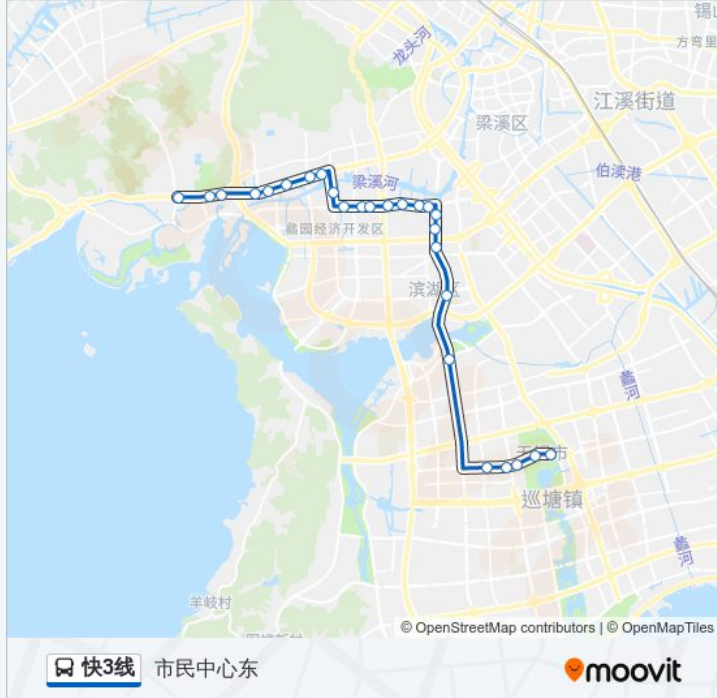 锡山
方弯里
龙头河
江溪街道
梁溪区
伯渎港
梁溪河
蠡园经济开发区
滨湖区
蠡河
无锡市
巡塘镇
蠡河
羊岐村
© OpenStreetMap contributors | © OpenMapTiles
快3线 市民中心东
moovit